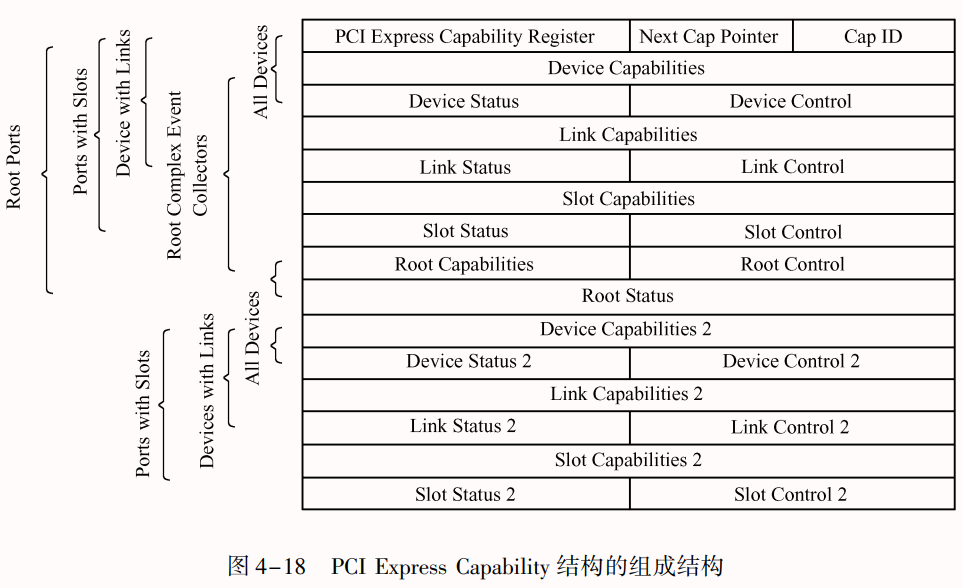 PCI Express Capability Register Next Cap Pointer Cap ID
Device Capabilities
Device Status Device Control
Link Capabilities
Link Status Link Control
Slot Capabilities
Slot Status Slot Control
Root Capabilities Root Control
Root Status
Device Capabilities 2
Device Status 2 Device Control 2
Link Capabilities 2
Link Status 2 Link Control 2
Slot Capabilities 2
Slot Status 2 Slot Control 2
Root Ports
Ports with Slots
Device with Links
Root Complex Event
Collectors
All Devices
Ports with Slots
Devices with Links
All Devices
图 4-18 PCI Express Capability 结构的组成结构